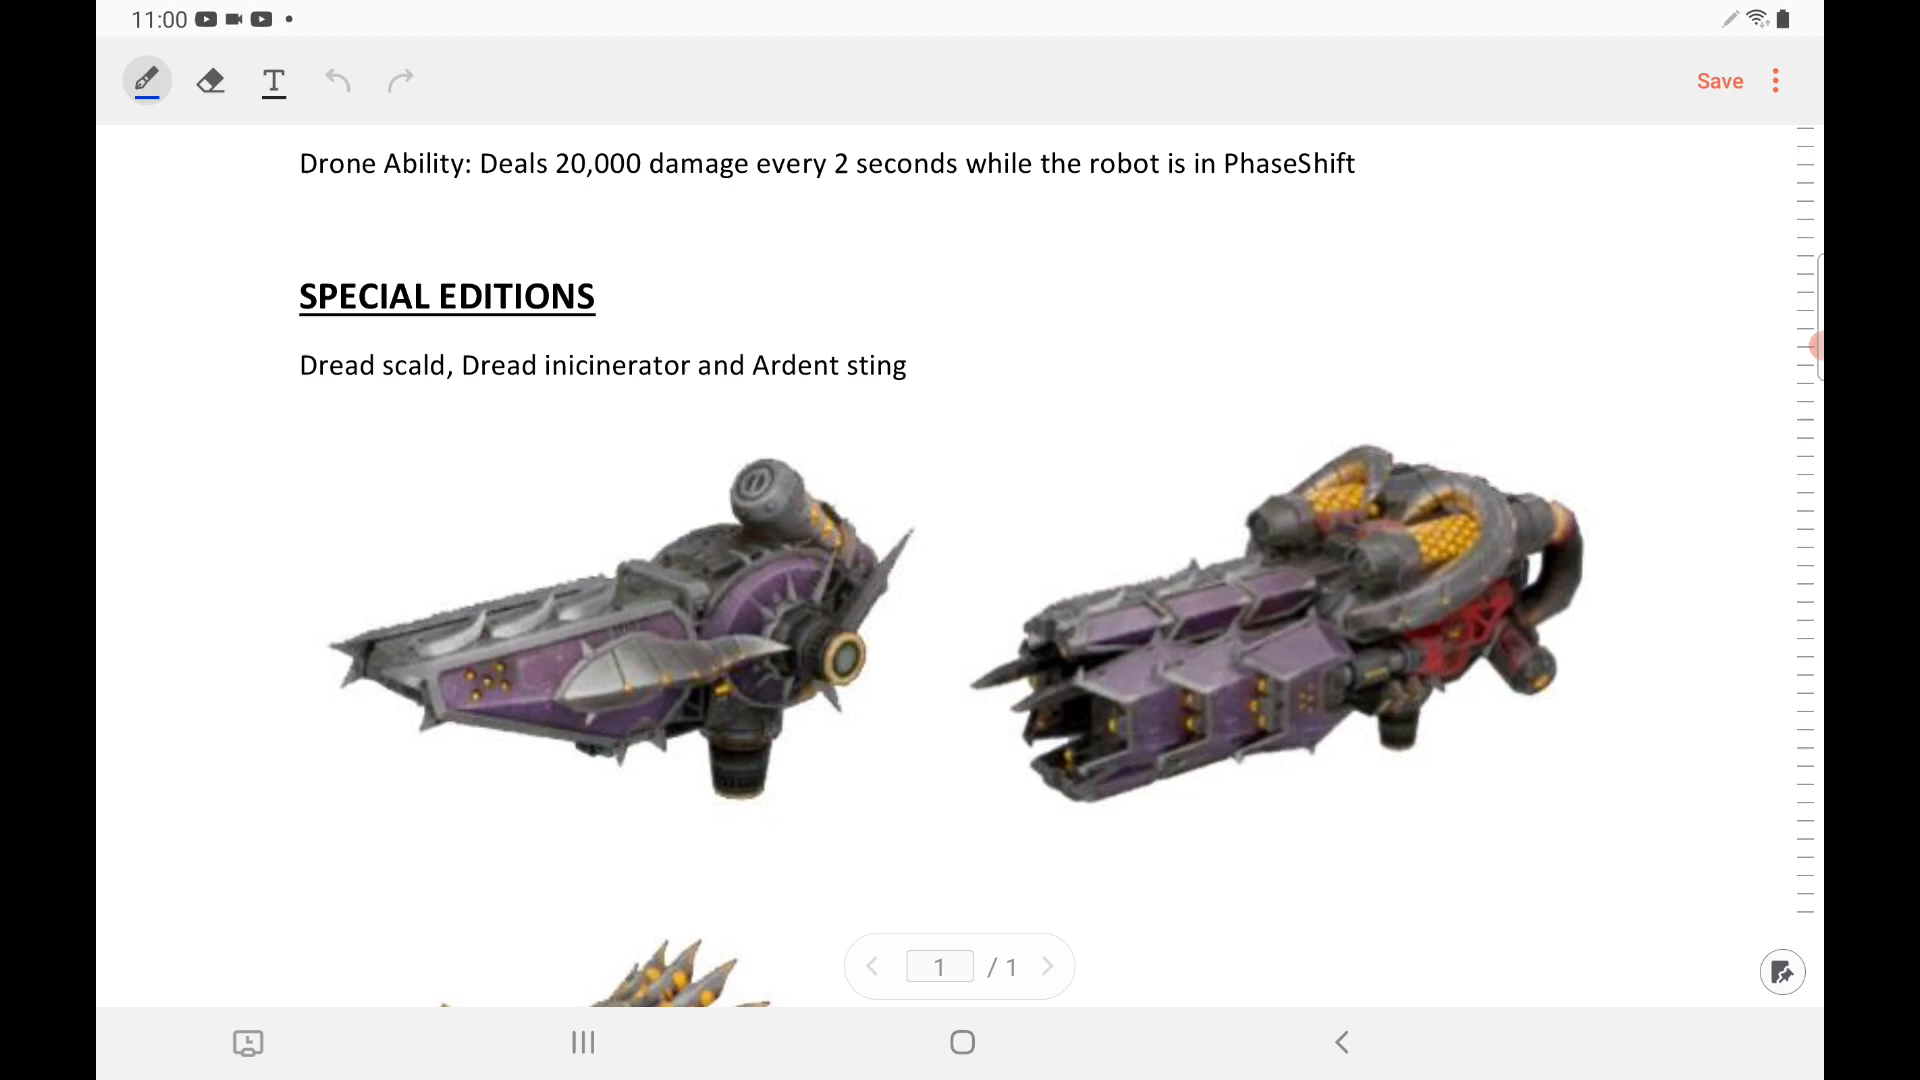 11:00
Save
Drone Ability: Deals 20,000 damage every 2 seconds while the robot is in PhaseShift
SPECIAL EDITIONS
Dread scald, Dread inicinerator and Ardent sting
1 / 1